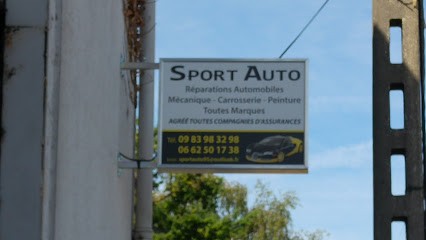 SPORT AUTO
Réparations Automobiles
Mécanique - Carrosserie - Peinture
Toutes Marques
AGRÉÉ TOUTES COMPAGNIES D'ASSURANCES
Tél: 09 83 98 32 98
06 62 50 17 38